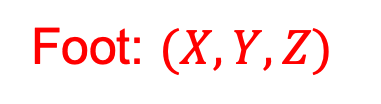 Foot: (X, Y, Z)